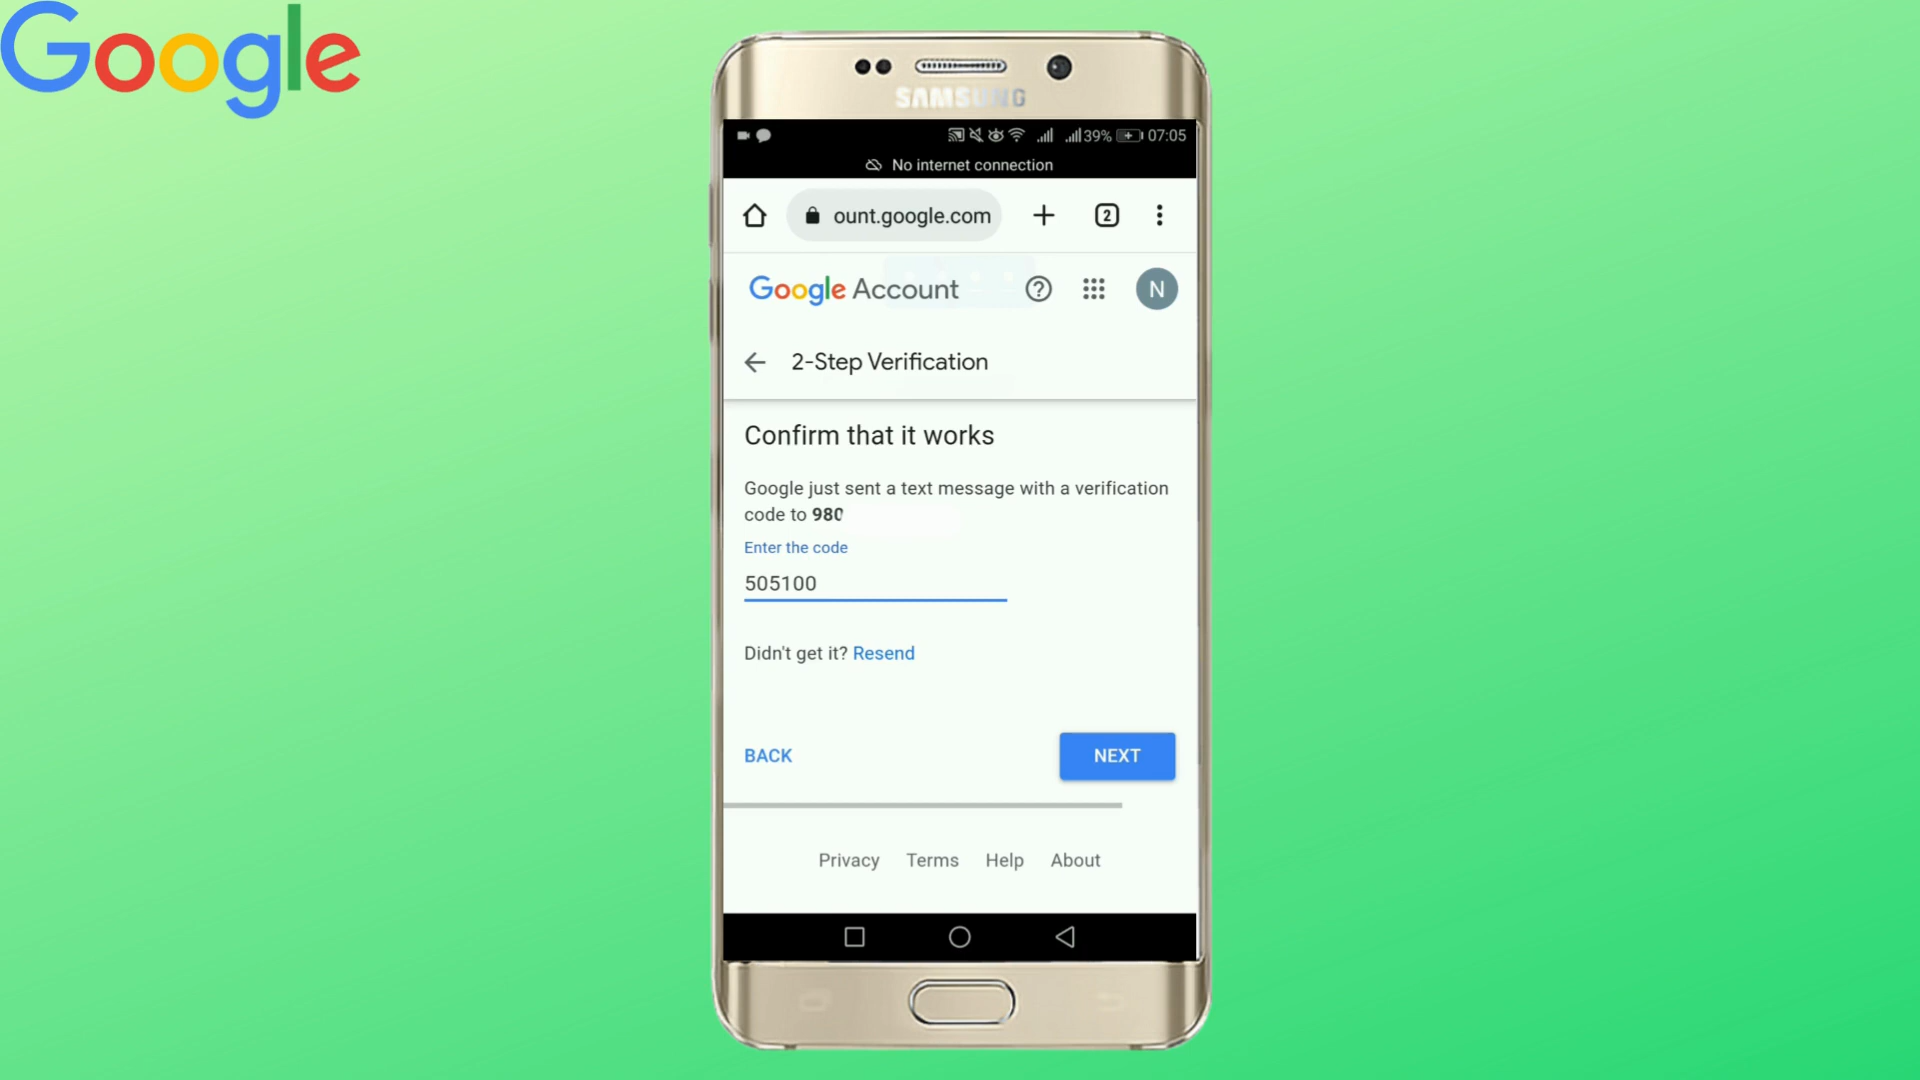 Google
SAMSUNG
39% 07:05
No internet connection
ount.google.com
2
Google Account
N
2-Step Verification
Confirm that it works
Google just sent a text message with a verification
code to 980
Enter the code
505100
Didn't get it? Resend
BACK
NEXT
Privacy Terms Help About